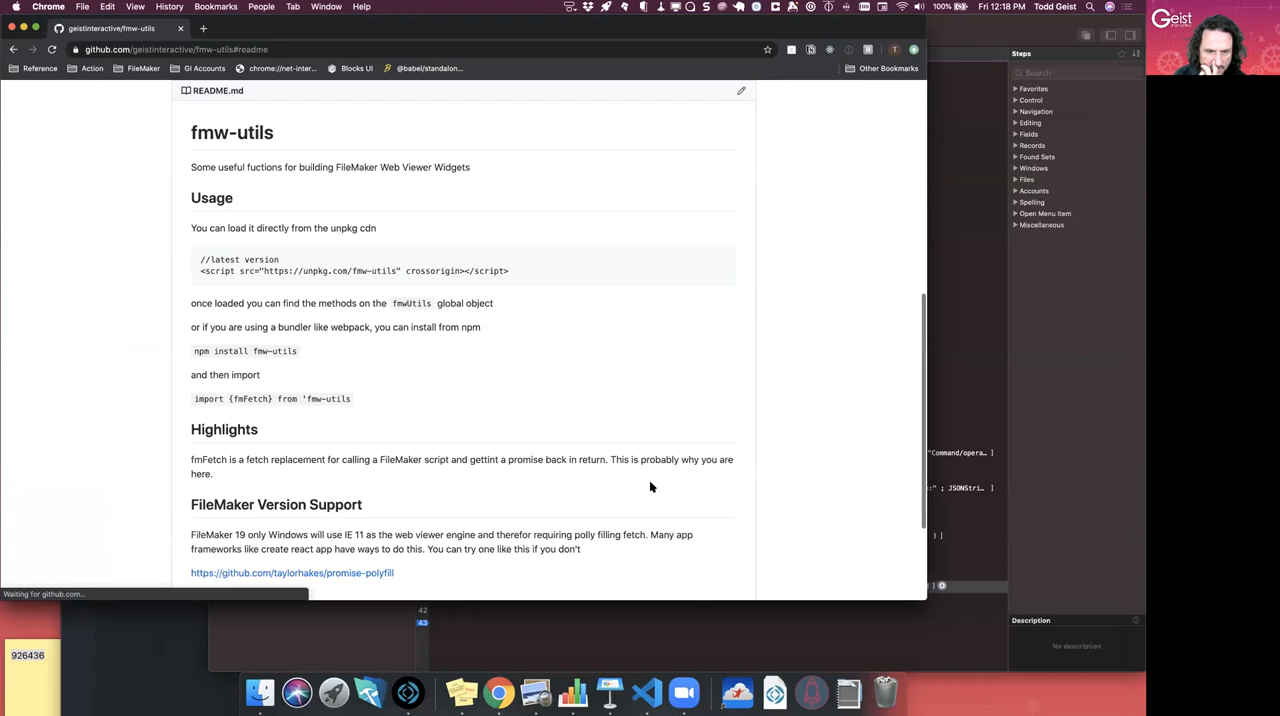 Chrome File Edit View History Bookmarks People Tab Window Help 100% Fri 12:18 PM Todd Geist
geistinteractive/fmw-utils
github.com/geistinteractive/fmw-utils#readme
Reference Action FileMaker GI Accounts chrome://net-inter... Blocks UI @babel/standalon... Other Bookmarks
README.md
fmw-utils
Some useful fuctions for building FileMaker Web Viewer Widgets
Usage
You can load it directly from the unpkg cdn
//latest version
<script src="https://unpkg.com/fmw-utils" crossorigin></script>
once loaded you can find the methods on the fmwUtils global object
or if you are using a bundler like webpack, you can install from npm
npm install fmw-utils
and then import
import {fmFetch} from 'fmw-utils
Highlights
fmFetch is a fetch replacement for calling a FileMaker script and gettint a promise back in return. This is probably why you are
here.
FileMaker Version Support
FileMaker 19 only Windows will use IE 11 as the web viewer engine and therefor requiring polly filling fetch. Many app
frameworks like create react app have ways to do this. You can try one like this if you don't
https://github.com/taylorhakes/promise-polyfill
Waiting for github.com...
Steps
Search
Favorites
Control
Navigation
Editing
Fields
Records
Found Sets
Windows
Files
Accounts
Spelling
Open Menu Item
Miscellaneous
"Command/opera... ]
:" ; JSONStri... ]
) ]
] 
42
43
Description
No description
926436
Geist